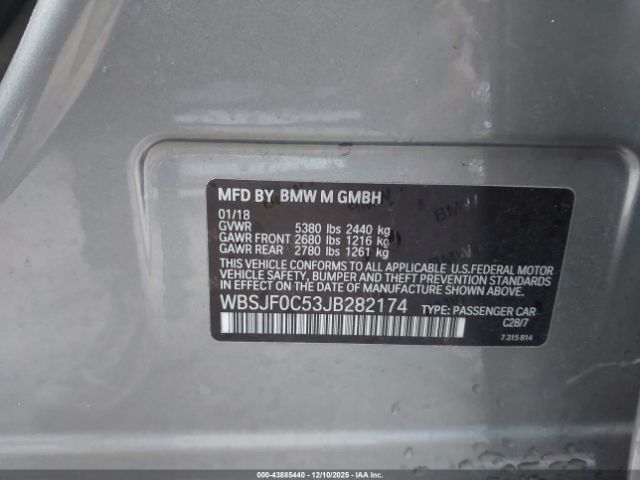 MFD BY BMW M GMBH
01/18
GVWR 5380 lbs 2440 kg
GAWR FRONT 2680 lbs 1216 kg
GAWR REAR 2780 lbs 1261 kg
THIS VEHICLE CONFORMS TO ALL APPLICABLE U.S.FEDERAL MOTOR
VEHICLE SAFETY, BUMPER AND THEFT PREVENTION STANDARDS
IN EFFECT ON THE DATE OF MANUFACTURE SHOWN ABOVE.
WBSJF0C53JB282174 TYPE: PASSENGER CAR
C28/7
7 315 814
000-43885440 - 12/10/2025 - IAA Inc.